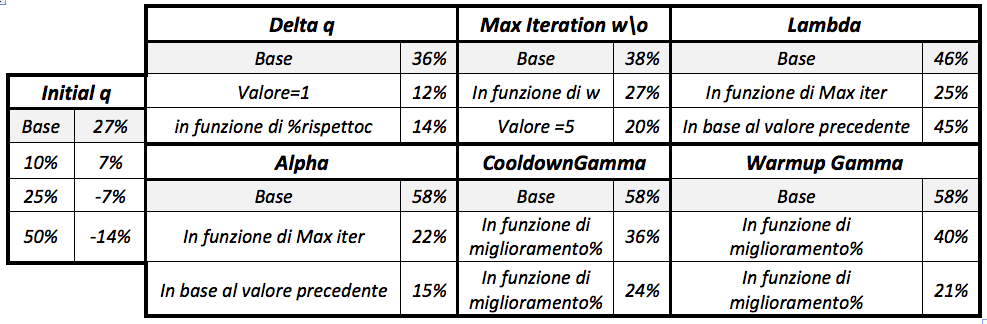 Delta q Max Iteration w\o Lambda
Base 36% Base 38% Base 46%
Initial q Valore=1 12% In funzione di w 27% In funzione di Max iter 25%
Base 27% in funzione di %rispettoc 14% Valore =5 20% In base al valore precedente 45%
10% 7% Alpha CooldownGamma Warmup Gamma
25% -7% Base 58% Base 58% Base 58%
50% -14% In funzione di Max iter 22% In funzione di miglioramento% 36% In funzione di miglioramento% 40%
In base al valore precedente 15% In funzione di miglioramento% 24% In funzione di miglioramento% 21%